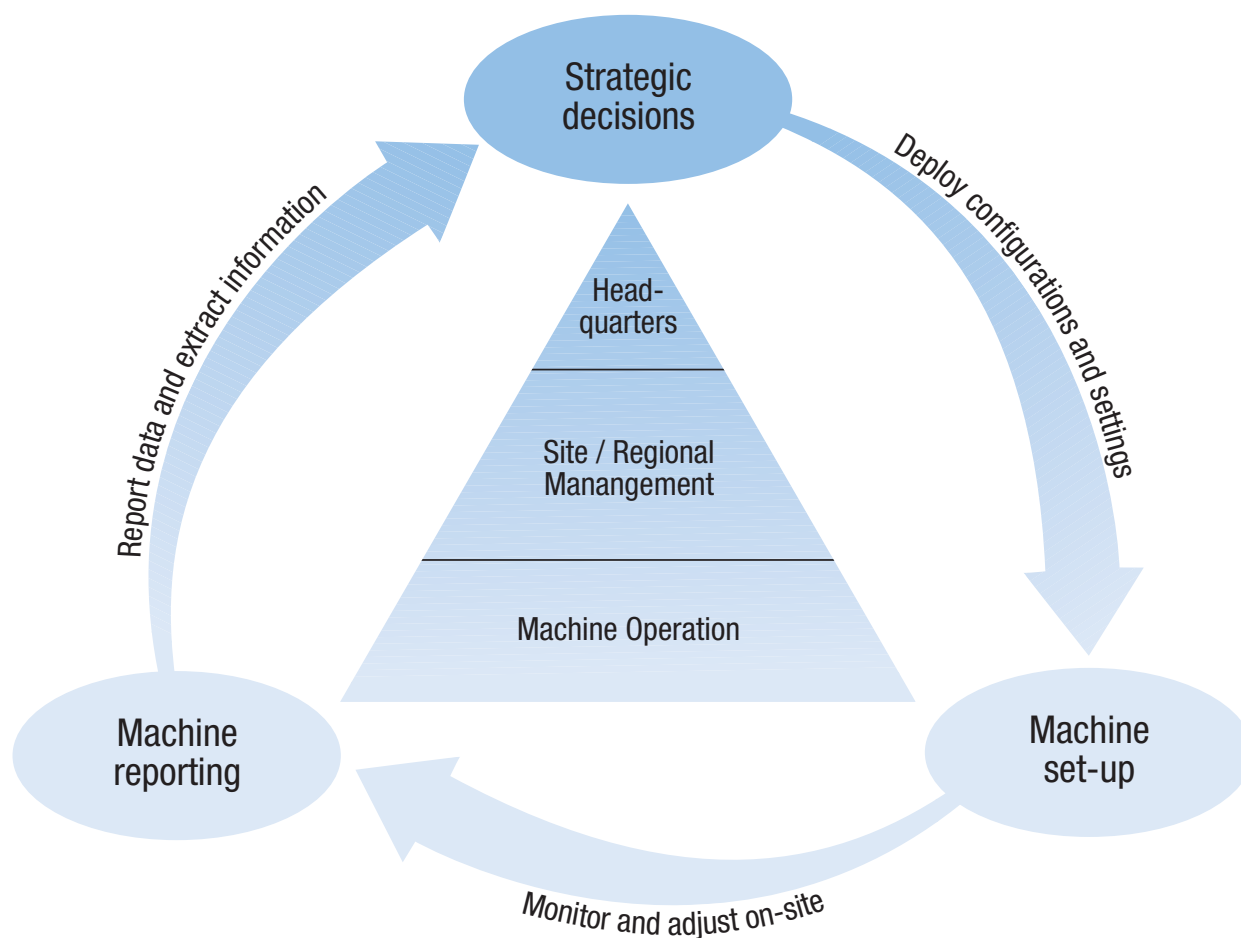 Strategic
decisions
Deploy configurations and settings
Report data and extract information
Head-
quarters
Site / Regional
Manangement
Machine Operation
Machine
reporting
Machine
set-up
Monitor and adjust on-site